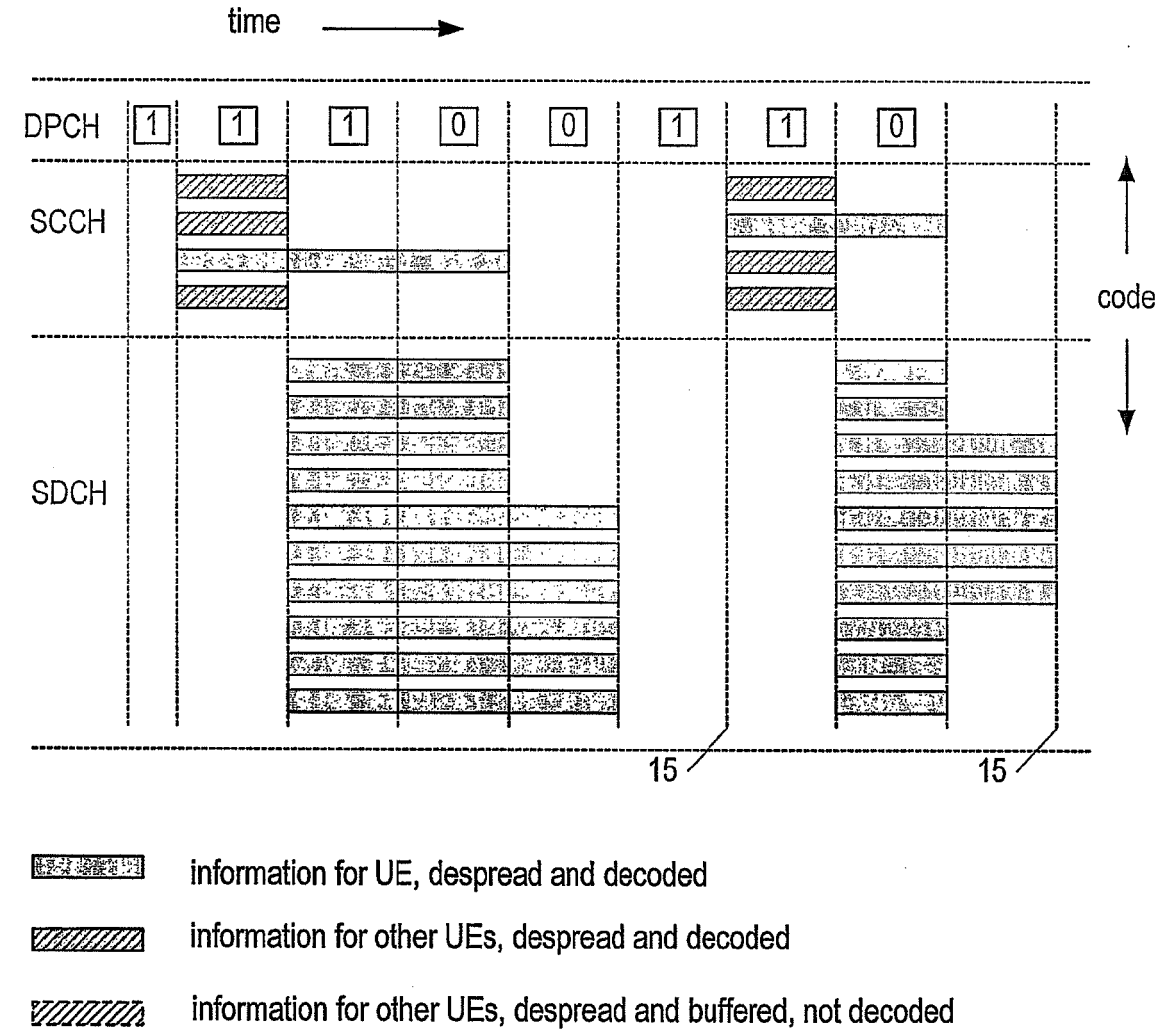 time
DPCH 1 1 1 0 0 1 1 0
SCCH
code
SDCH
15 15
information for UE, despread and decoded
information for other UEs, despread and decoded
information for other UEs, despread and buffered, not decoded